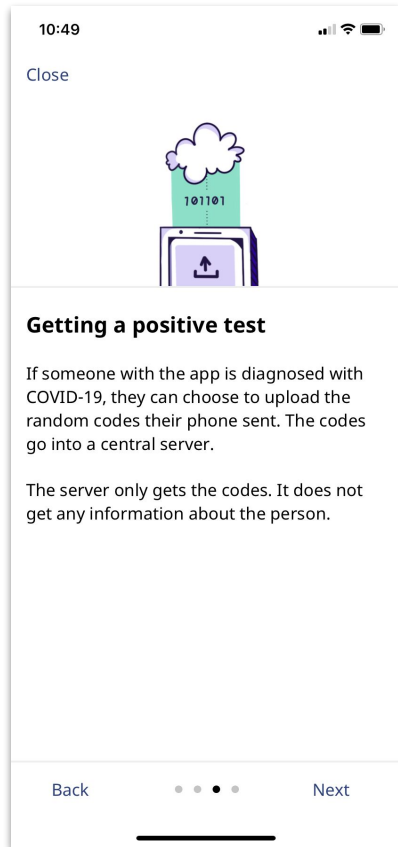 10:49
Close
101101
Getting a positive test
If someone with the app is diagnosed with
COVID-19, they can choose to upload the
random codes their phone sent. The codes
go into a central server.
The server only gets the codes. It does not
get any information about the person.
Back
Next